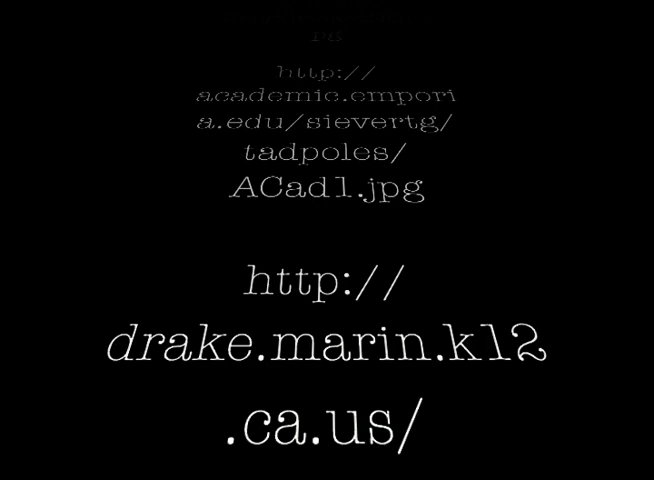 http://
academic.empori
a.edu/sievertg/
tadpoles/
ACad1.jpg
http://
drake.marin.k12
.ca.us/